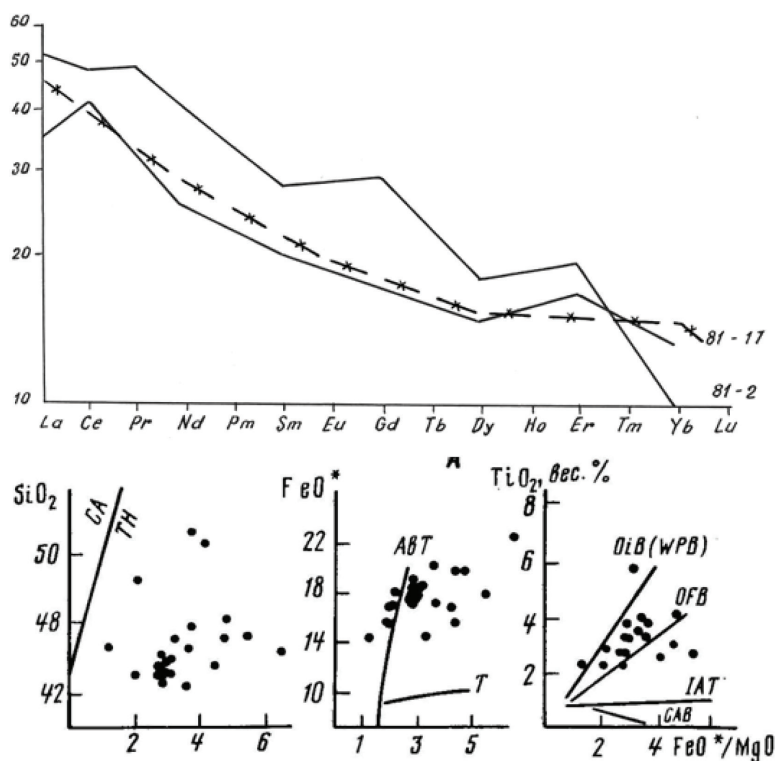 60
50
40
30
20
10
81-17
81-2
La Ce Pr Nd Pm Sm Eu Gd Tb Dy Ho Er Tm Yb Lu
SiO₂
CA
TH
50
48
42
2 4 6
FeO*
ABT
22
18
14
10
T
1 3 5
TiO₂, вес. %
8
6
4
2
OiB (WPB)
OFB
IAT
CAB
2 4 FeO*/MgO